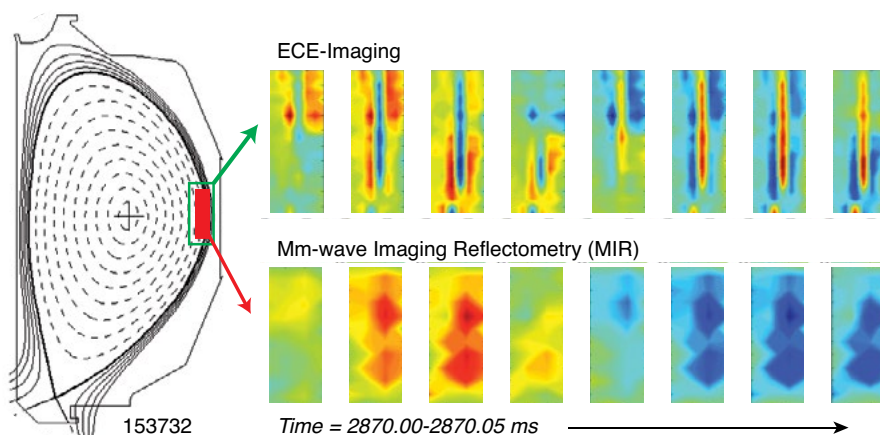 ECE-Imaging
Mm-wave Imaging Reflectometry (MIR)
153732
Time = 2870.00-2870.05 ms